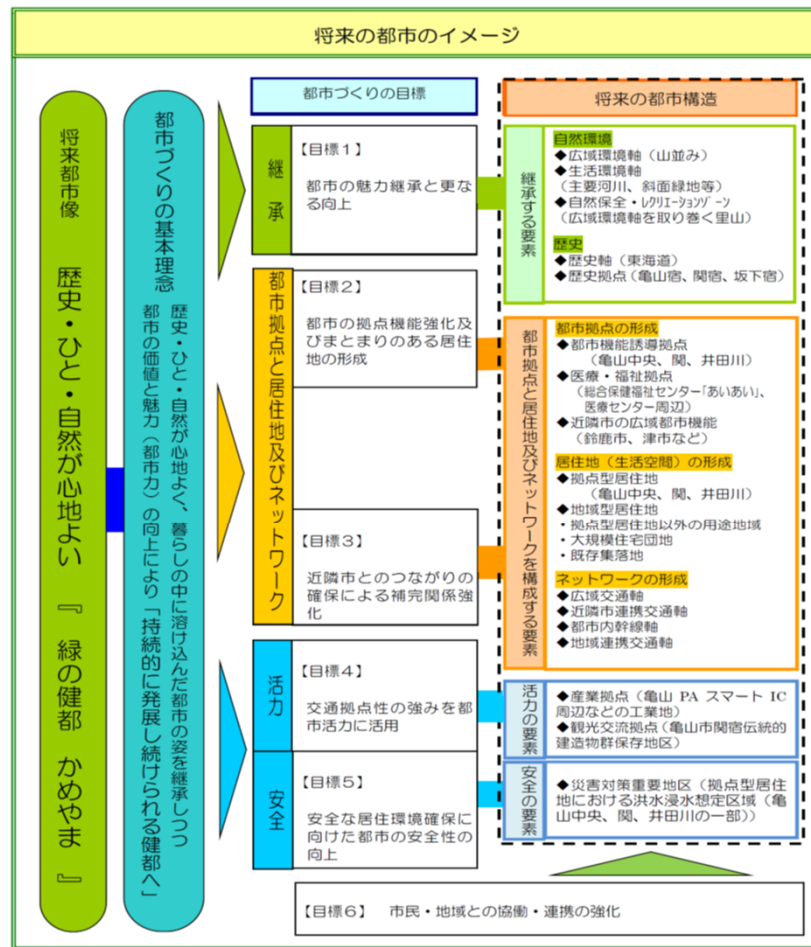 将来の都市のイメージ
将来都市像
歴史・ひと・自然が心地よい
『 緑の健都 かめやま 』
都市づくりの基本理念
歴史・ひと・自然が心地よく、暮らしの中に溶け込んだ都市の姿を継承しつつ
都市の価値と魅力（都市力）の向上により「持続的に発展し続けられる健都へ」
都市づくりの目標
継承
【目標１】
都市の魅力継承と更な
る向上
都市拠点と居住地及びネットワーク
【目標２】
都市の拠点機能強化及
びまとまりのある居住
地の形成
【目標３】
近隣市とのつながりの
確保による補完関係強
化
活力
【目標４】
交通拠点性の強みを都
市活力に活用
安全
【目標５】
安全な居住環境確保に
向けた都市の安全性の
向上
将来の都市構造
継承する要素
自然環境
◆広域環境軸（山並み）
◆生活環境軸
（主要河川、斜面緑地等）
◆自然保全・ﾚｸﾘｴｰｼｮﾝｿﾞｰﾝ
（広域環境軸を取り巻く里山）
歴史
◆歴史軸（東海道）
◆歴史拠点（亀山宿、関宿、坂下宿）
都市拠点と居住地及びネットワークを構成する要素
都市拠点の形成
◆都市機能誘導拠点
（亀山中央、関、井田川）
◆医療・福祉拠点
（総合保健福祉センター「あいあい」、
医療センター周辺）
◆近隣市の広域都市機能
（鈴鹿市、津市など）
居住地（生活空間）の形成
◆拠点型居住地
（亀山中央、関、井田川）
◆地域型居住地
・拠点型居住地以外の用途地域
・大規模住宅団地
・既存集落地
ネットワークの形成
◆広域交通軸
◆近隣市連携交通軸
◆都市内幹線軸
◆地域連携交通軸
活力の要素
◆産業拠点（亀山 PA スマート IC
周辺などの工業地）
◆観光交流拠点（亀山市関宿伝統的
建造物群保存地区）
安全の要素
◆災害対策重要地区（拠点型居住
地における洪水浸水想定区域（亀
山中央、関、井田川の一部））
【目標６】 市民・地域との協働・連携の強化